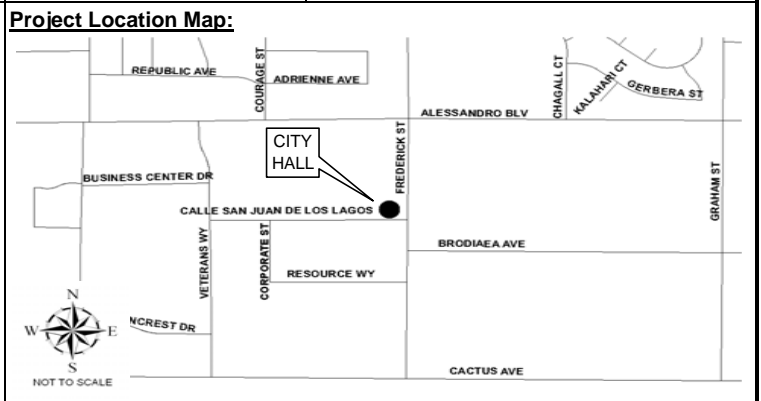 Project Location Map:
REPUBLIC AVE
COURAGE ST
ADRIENNE AVE
CHAGALL CT
KALAHARI CT
GERBERA ST
ALESSANDRO BLV
CITY
HALL
FREDERICK ST
GRAHAM ST
BUSINESS CENTER DR
CALLE SAN JUAN DE LOS LAGOS
VETERANS WY
CORPORATE ST
BRODIAEA AVE
RESOURCE WY
N
W
E
S
NCREST DR
NOT TO SCALE
CACTUS AVE